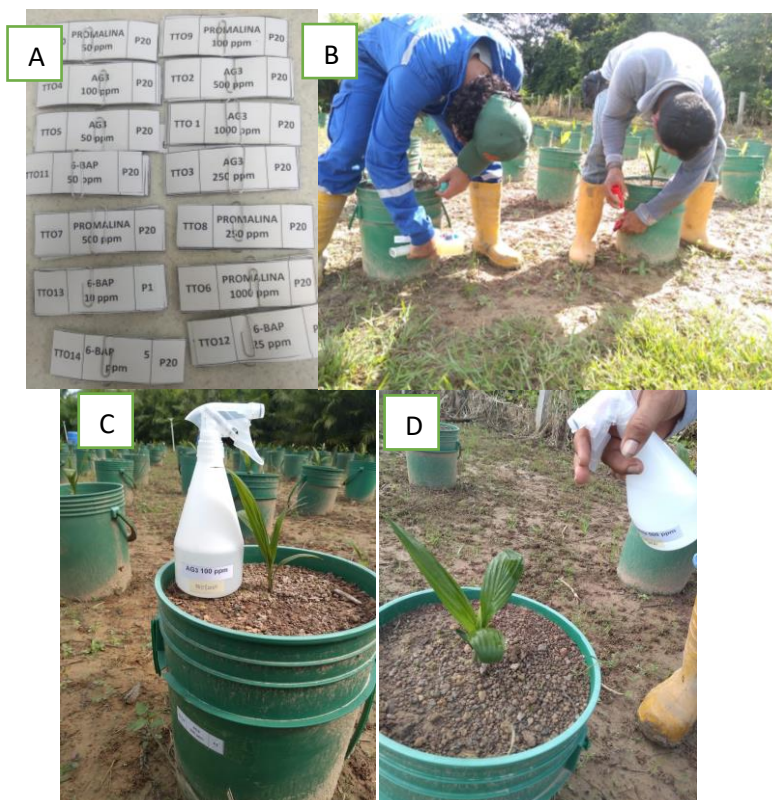 A
PROMALINA
50 ppm
P20
TTO9
PROMALINA
100 ppm
P20
TTO4
AG3
100 ppm
P20
TTO2
AG3
500 ppm
P20
TTO5
AG3
50 ppm
P20
TTO 1
AG3
1000 ppm
P20
TTO11
6-BAP
50 ppm
P20
TTO3
AG3
250 ppm
P20
TTO7
PROMALINA
500 ppm
P20
TTO8
PROMALINA
250 ppm
P20
TTO13
6-BAP
10 ppm
P1
TTO6
PROMALINA
1000 ppm
P20
TTO14
6-BAP 5
ppm
P20
TTO12
6-BAP
25 ppm
B
C
AG3 100 ppm
D
ppm